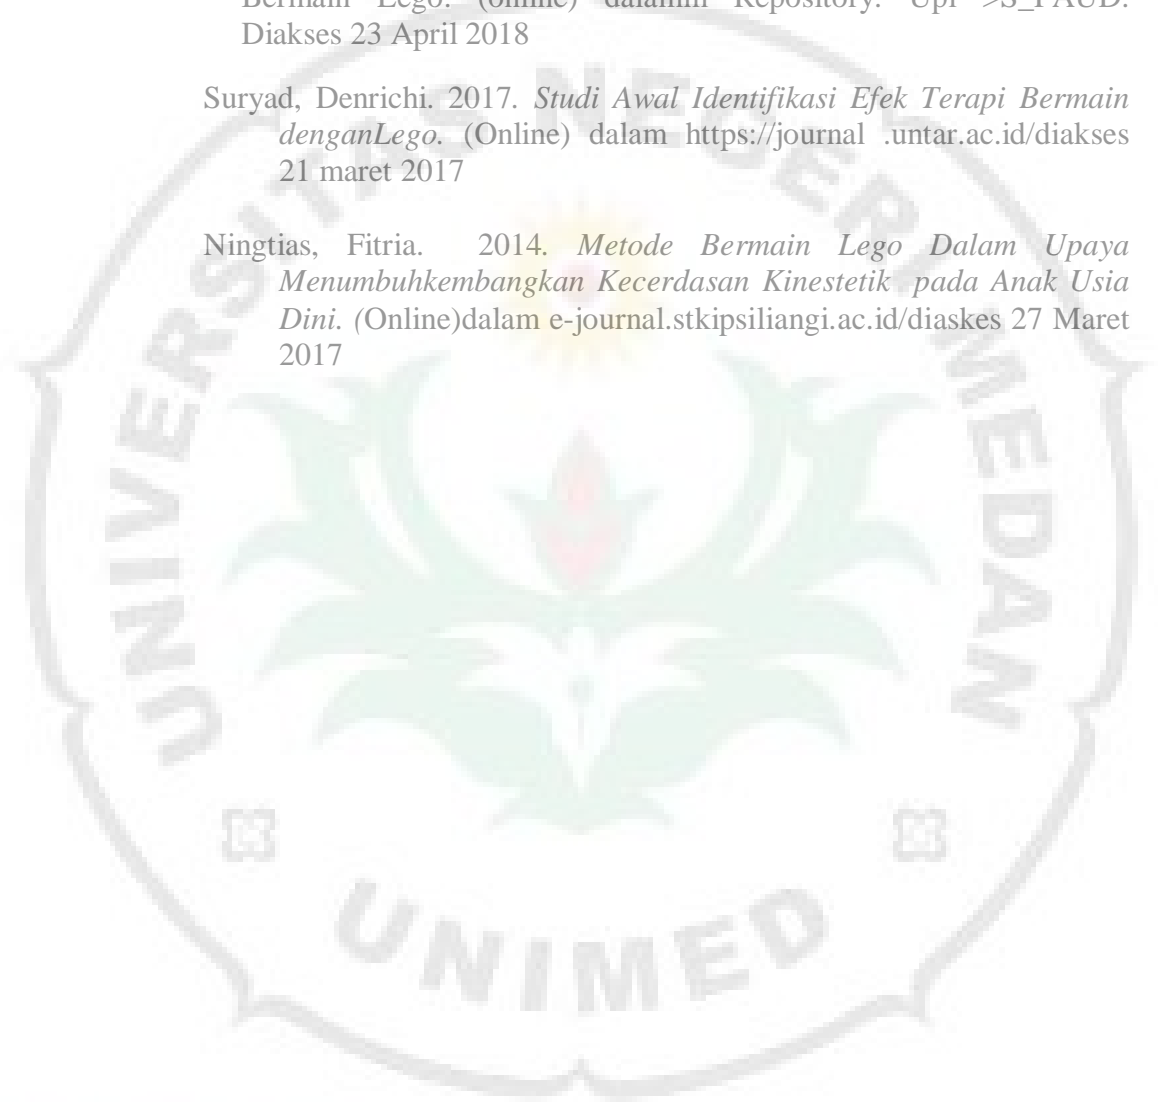 Bermain Lego. (online) dalamm Repository. Upi >S_PAUD.
Diakses 23 April 2018
Suryad, Denrichi. 2017. Studi Awal Identifikasi Efek Terapi Bermain
denganLego. (Online) dalam https://journal .untar.ac.id/diakses
21 maret 2017
Ningtias, Fitria. 2014. Metode Bermain Lego Dalam Upaya
Menumbuhkembangkan Kecerdasan Kinestetik pada Anak Usia
Dini. (Online)dalam e-journal.stkipsiliangi.ac.id/diaskes 27 Maret
2017
UNIVERSITAS NEGERI MEDAN
UNIMED